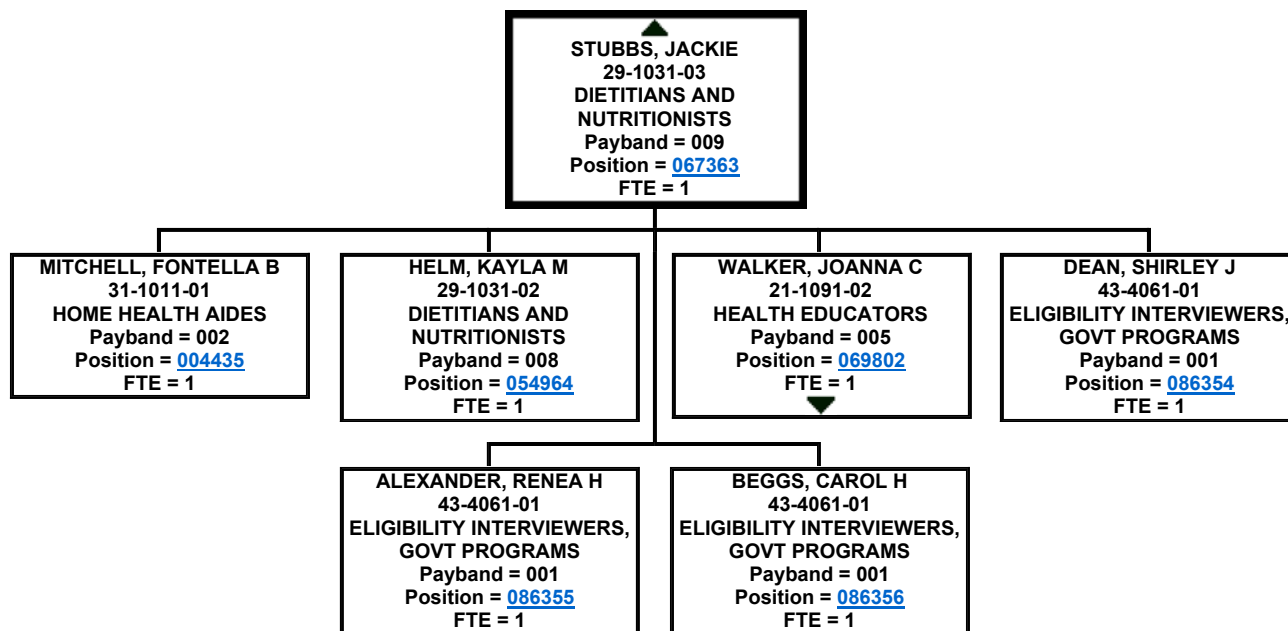 STUBBS, JACKIE
29-1031-03
DIETITIANS AND
NUTRITIONISTS
Payband = 009
Position = 067363
FTE = 1
MITCHELL, FONTELLA B
31-1011-01
HOME HEALTH AIDES
Payband = 002
Position = 004435
FTE = 1
HELM, KAYLA M
29-1031-02
DIETITIANS AND
NUTRITIONISTS
Payband = 008
Position = 054964
FTE = 1
WALKER, JOANNA C
21-1091-02
HEALTH EDUCATORS
Payband = 005
Position = 069802
FTE = 1
DEAN, SHIRLEY J
43-4061-01
ELIGIBILITY INTERVIEWERS,
GOVT PROGRAMS
Payband = 001
Position = 086354
FTE = 1
ALEXANDER, RENEA H
43-4061-01
ELIGIBILITY INTERVIEWERS,
GOVT PROGRAMS
Payband = 001
Position = 086355
FTE = 1
BEGGS, CAROL H
43-4061-01
ELIGIBILITY INTERVIEWERS,
GOVT PROGRAMS
Payband = 001
Position = 086356
FTE = 1